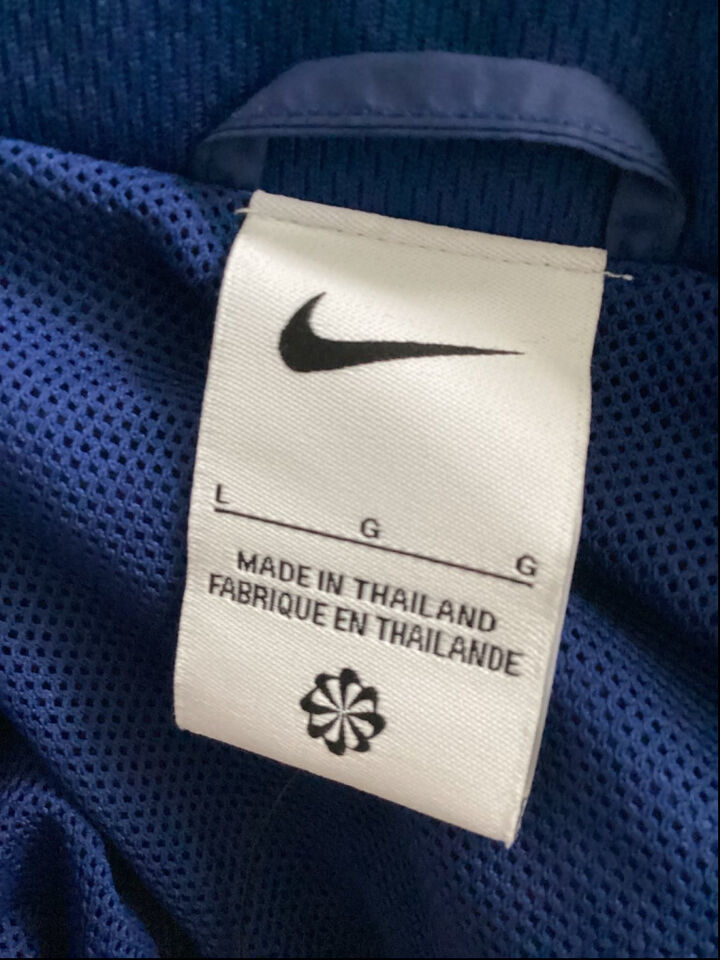 L G G
MADE IN THAILAND
FABRIQUE EN THAILANDE